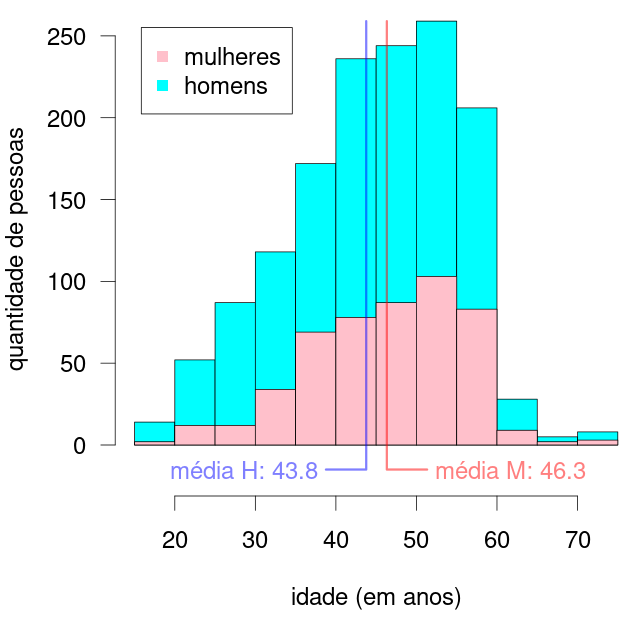 mulheres
homens
250
200
150
100
50
0
quantidade de pessoas
média H: 43.8
média M: 46.3
20 30 40 50 60 70
idade (em anos)